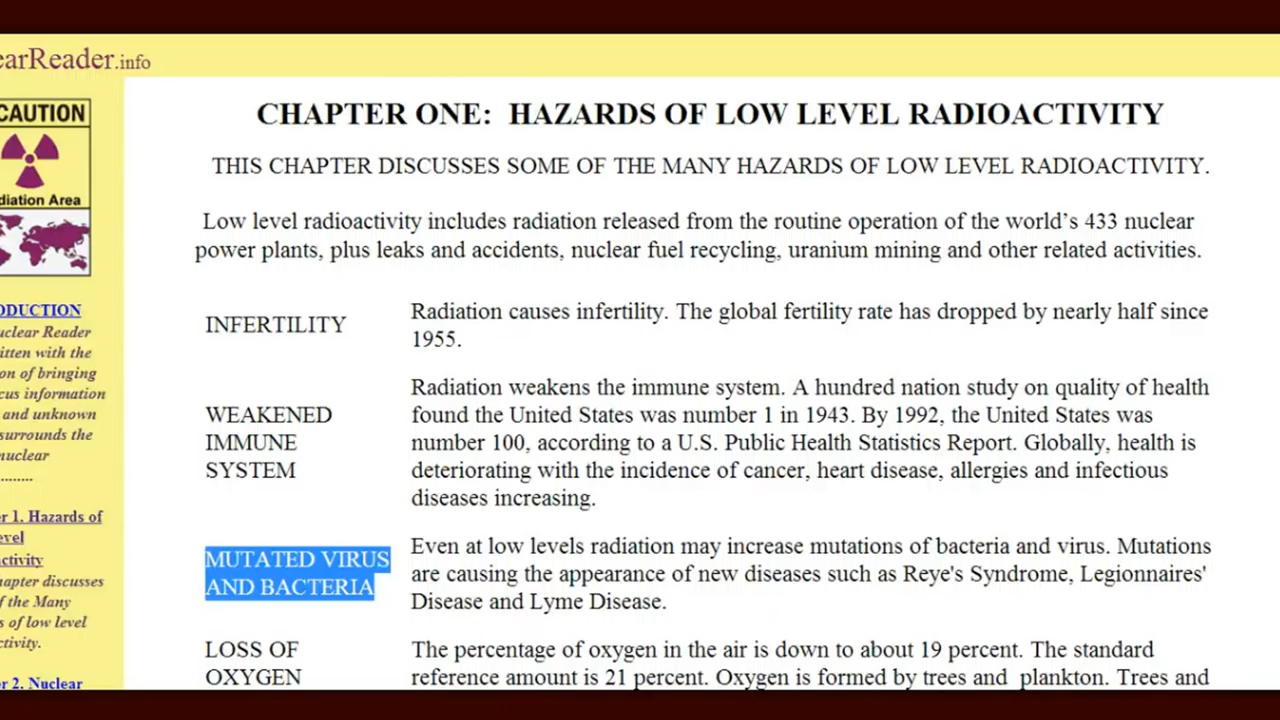 earReader.info
CAUTION
diation Area
ODUCTION
uclear Reader
itten with the
on of bringing
cus information
and unknown
surrounds the
nuclear
.........
er 1. Hazards of
evel
activity
hapter discusses
f the Many
s of low level
ctivity.
er 2. Nuclear
CHAPTER ONE: HAZARDS OF LOW LEVEL RADIOACTIVITY
THIS CHAPTER DISCUSSES SOME OF THE MANY HAZARDS OF LOW LEVEL RADIOACTIVITY.
Low level radioactivity includes radiation released from the routine operation of the world's 433 nuclear
power plants, plus leaks and accidents, nuclear fuel recycling, uranium mining and other related activities.
INFERTILITY
Radiation causes infertility. The global fertility rate has dropped by nearly half since
1955.
WEAKENED
IMMUNE
SYSTEM
Radiation weakens the immune system. A hundred nation study on quality of health
found the United States was number 1 in 1943. By 1992, the United States was
number 100, according to a U.S. Public Health Statistics Report. Globally, health is
deteriorating with the incidence of cancer, heart disease, allergies and infectious
diseases increasing.
MUTATED VIRUS
AND BACTERIA
Even at low levels radiation may increase mutations of bacteria and virus. Mutations
are causing the appearance of new diseases such as Reye's Syndrome, Legionnaires'
Disease and Lyme Disease.
LOSS OF
OXYGEN
The percentage of oxygen in the air is down to about 19 percent. The standard
reference amount is 21 percent. Oxygen is formed by trees and plankton. Trees and